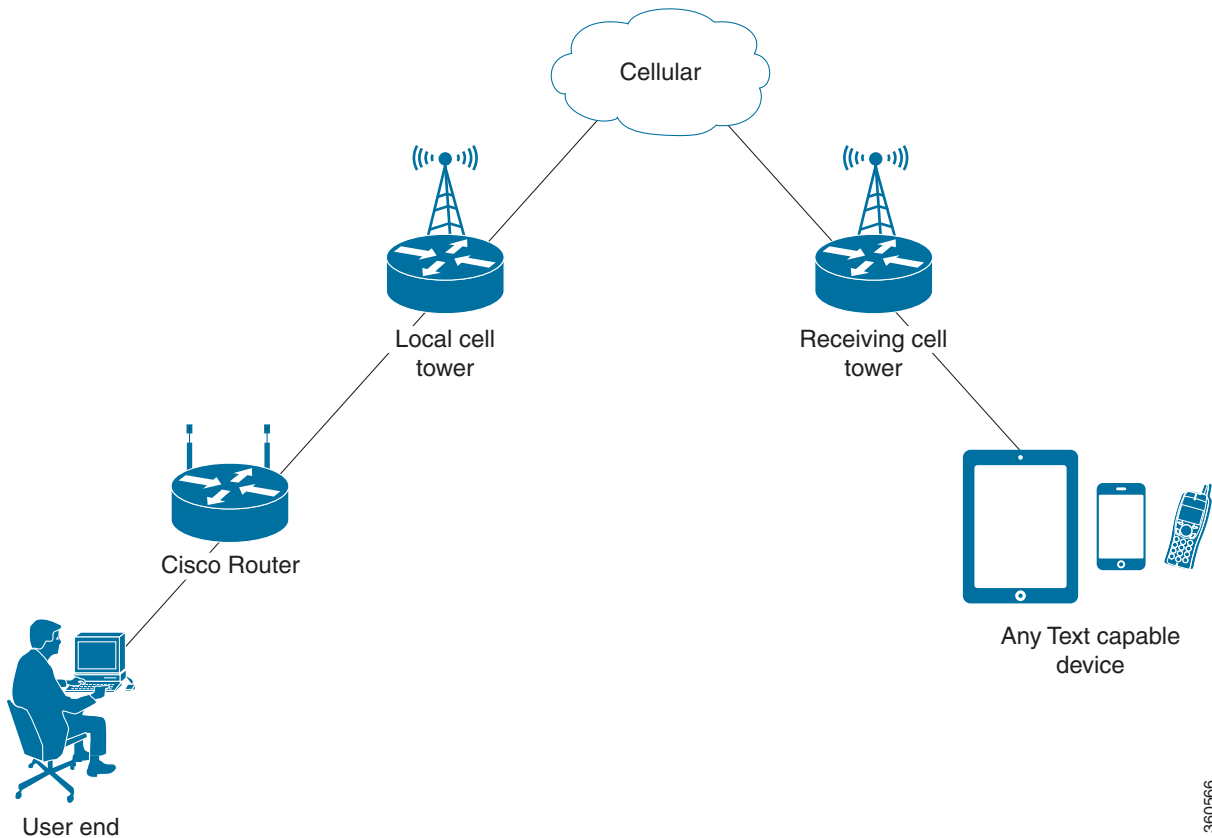 Cellular
Local cell
tower
Receiving cell
tower
Cisco Router
Any Text capable
device
User end
360566